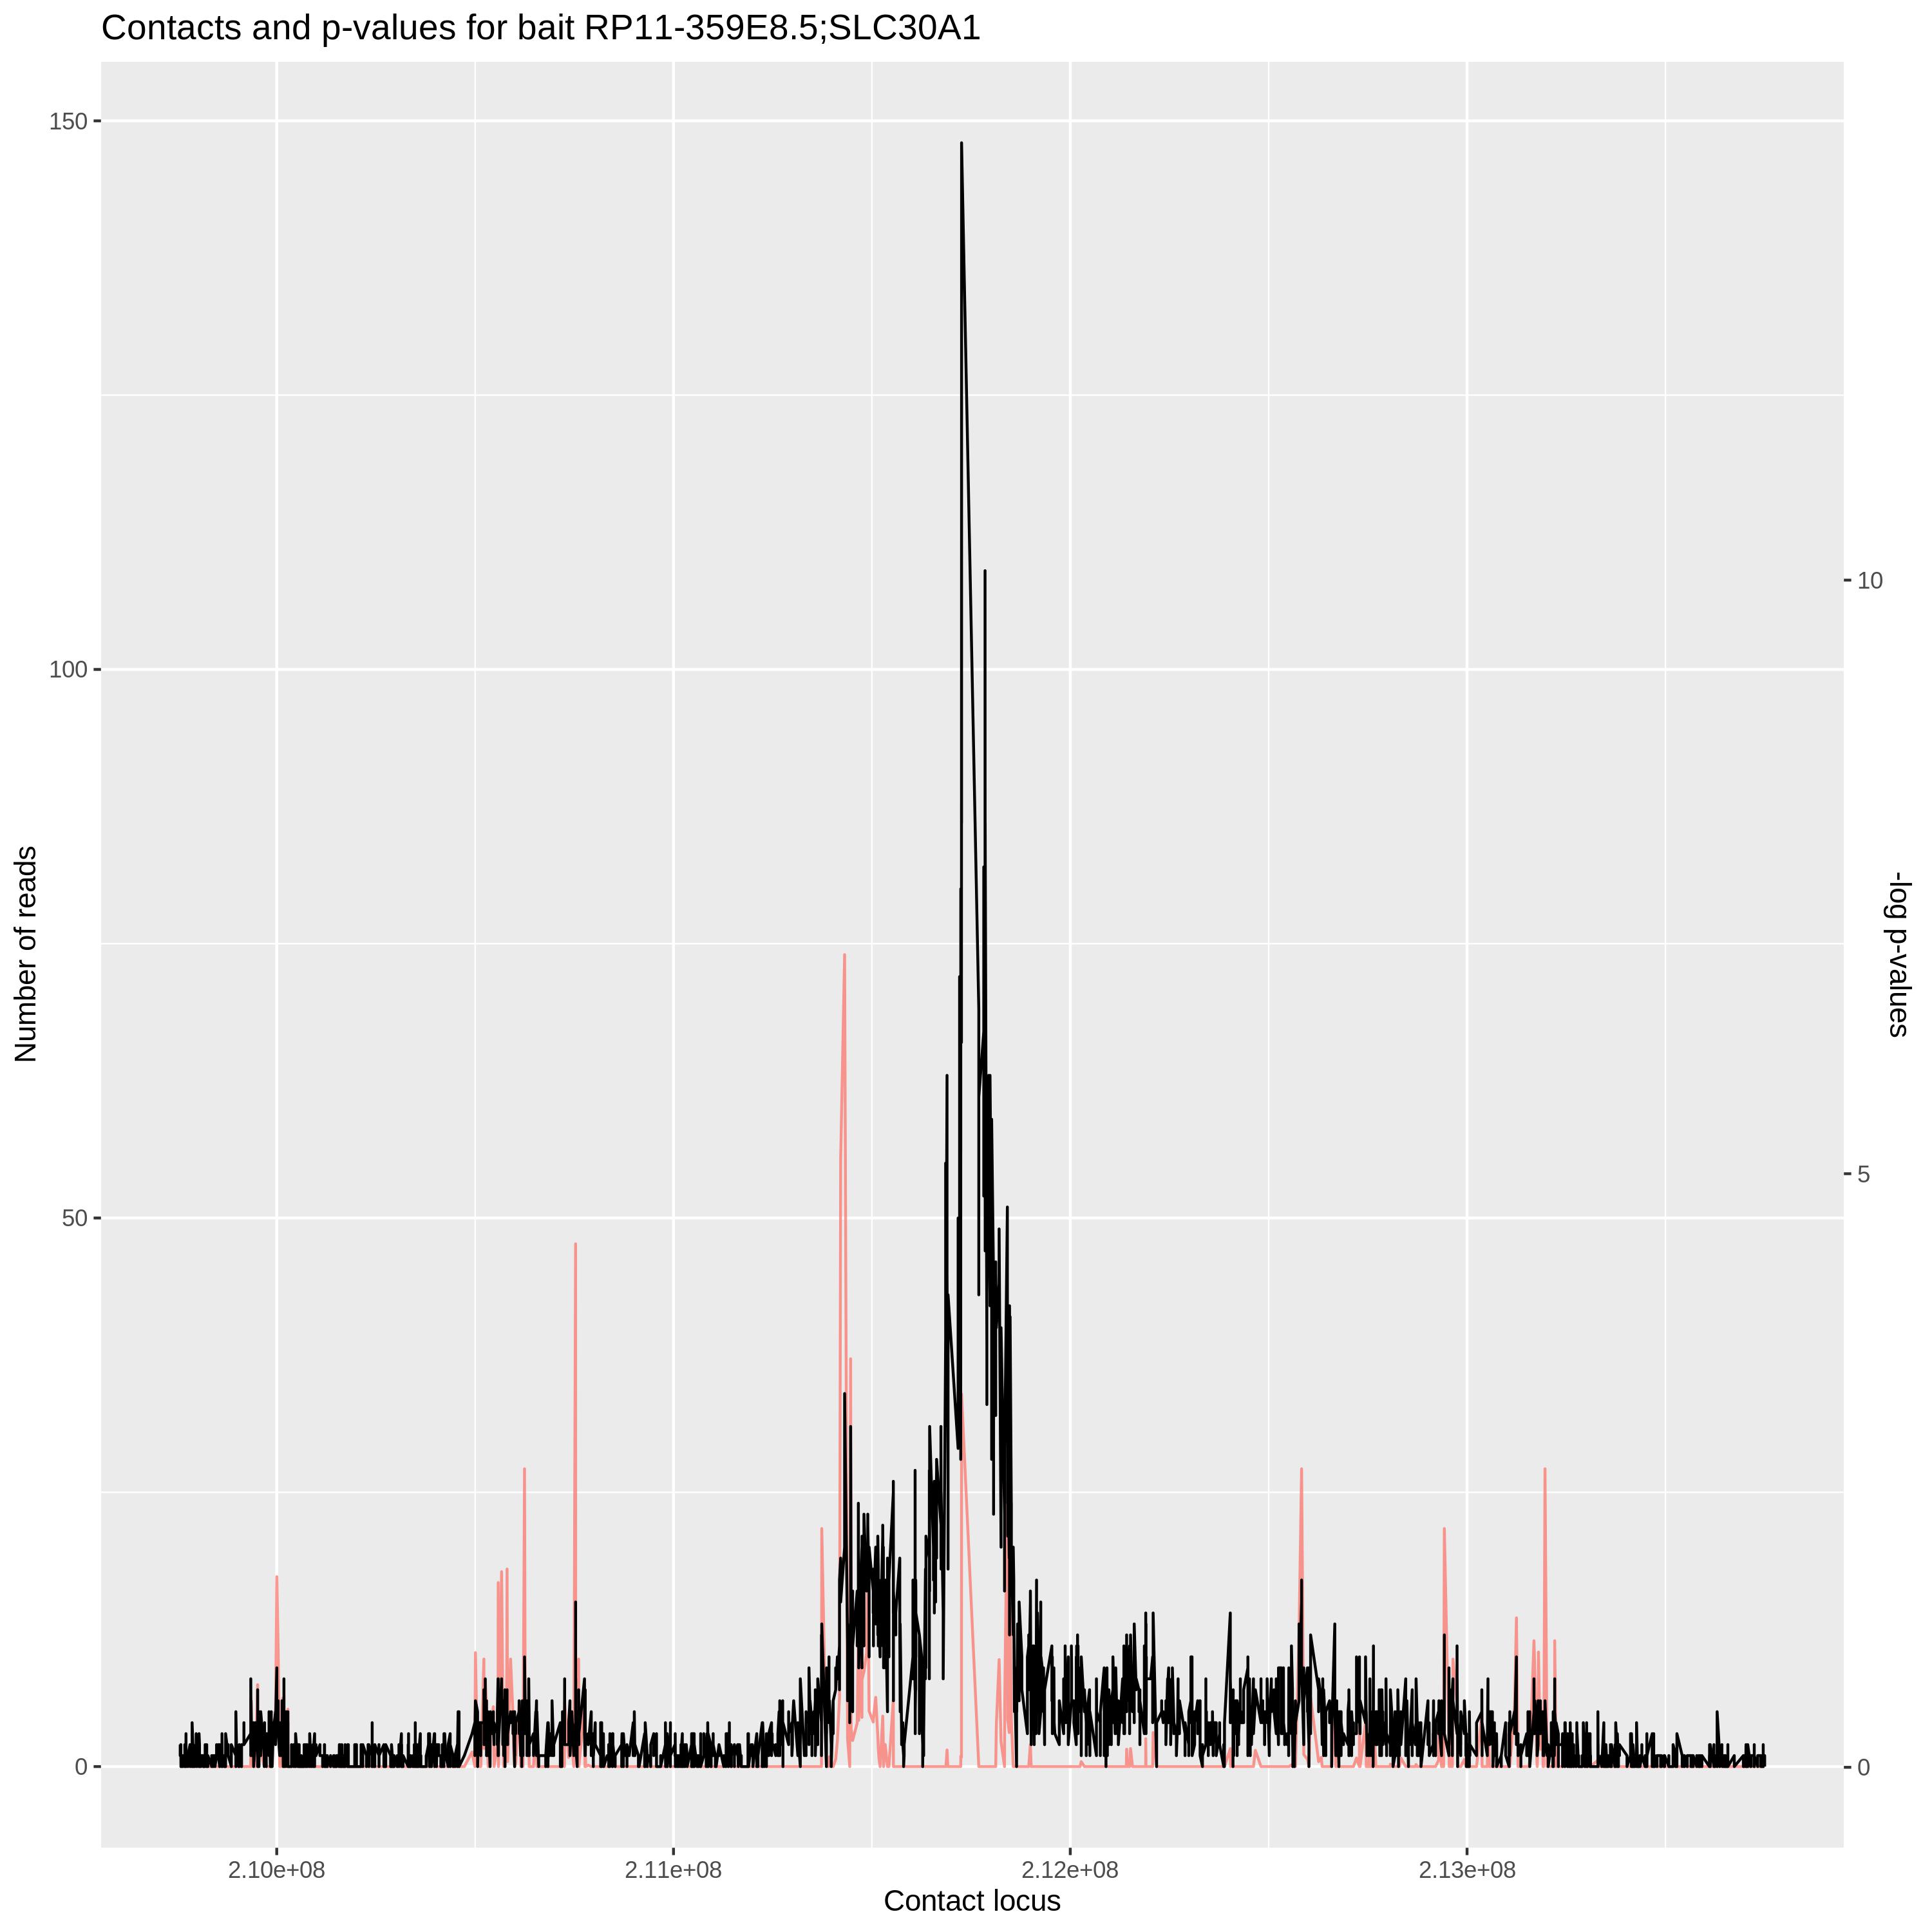 Contacts and p-values for bait RP11-359E8.5;SLC30A1
150
100
50
0
Number of reads
10
5
0
-log p-values
2.10e+08
2.11e+08
2.12e+08
2.13e+08
Contact locus